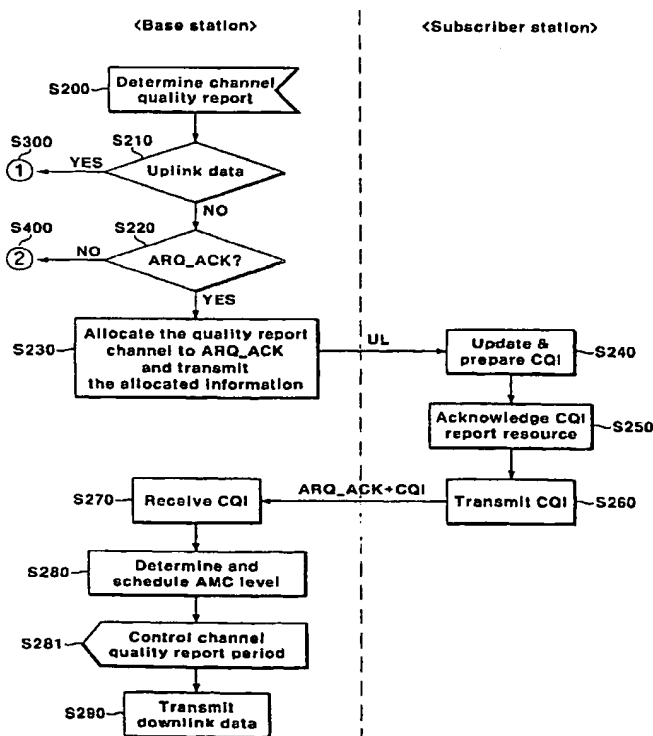 <Base station>
<Subscriber station>
S200
Determine channel
quality report
S300
S210
1
YES
Uplink data
NO
S400
S220
2
NO
ARQ_ACK?
YES
S230
Allocate the quality report
channel to ARQ_ACK
and transmit
the allocated information
UL
Update &
prepare CQI
S240
Acknowledge CQI
report resource
S250
S270
Receive CQI
ARQ_ACK+CQI
Transmit CQI
S260
S280
Determine and
schedule AMC level
S281
Control channel
quality report period
S290
Transmit
downlink data